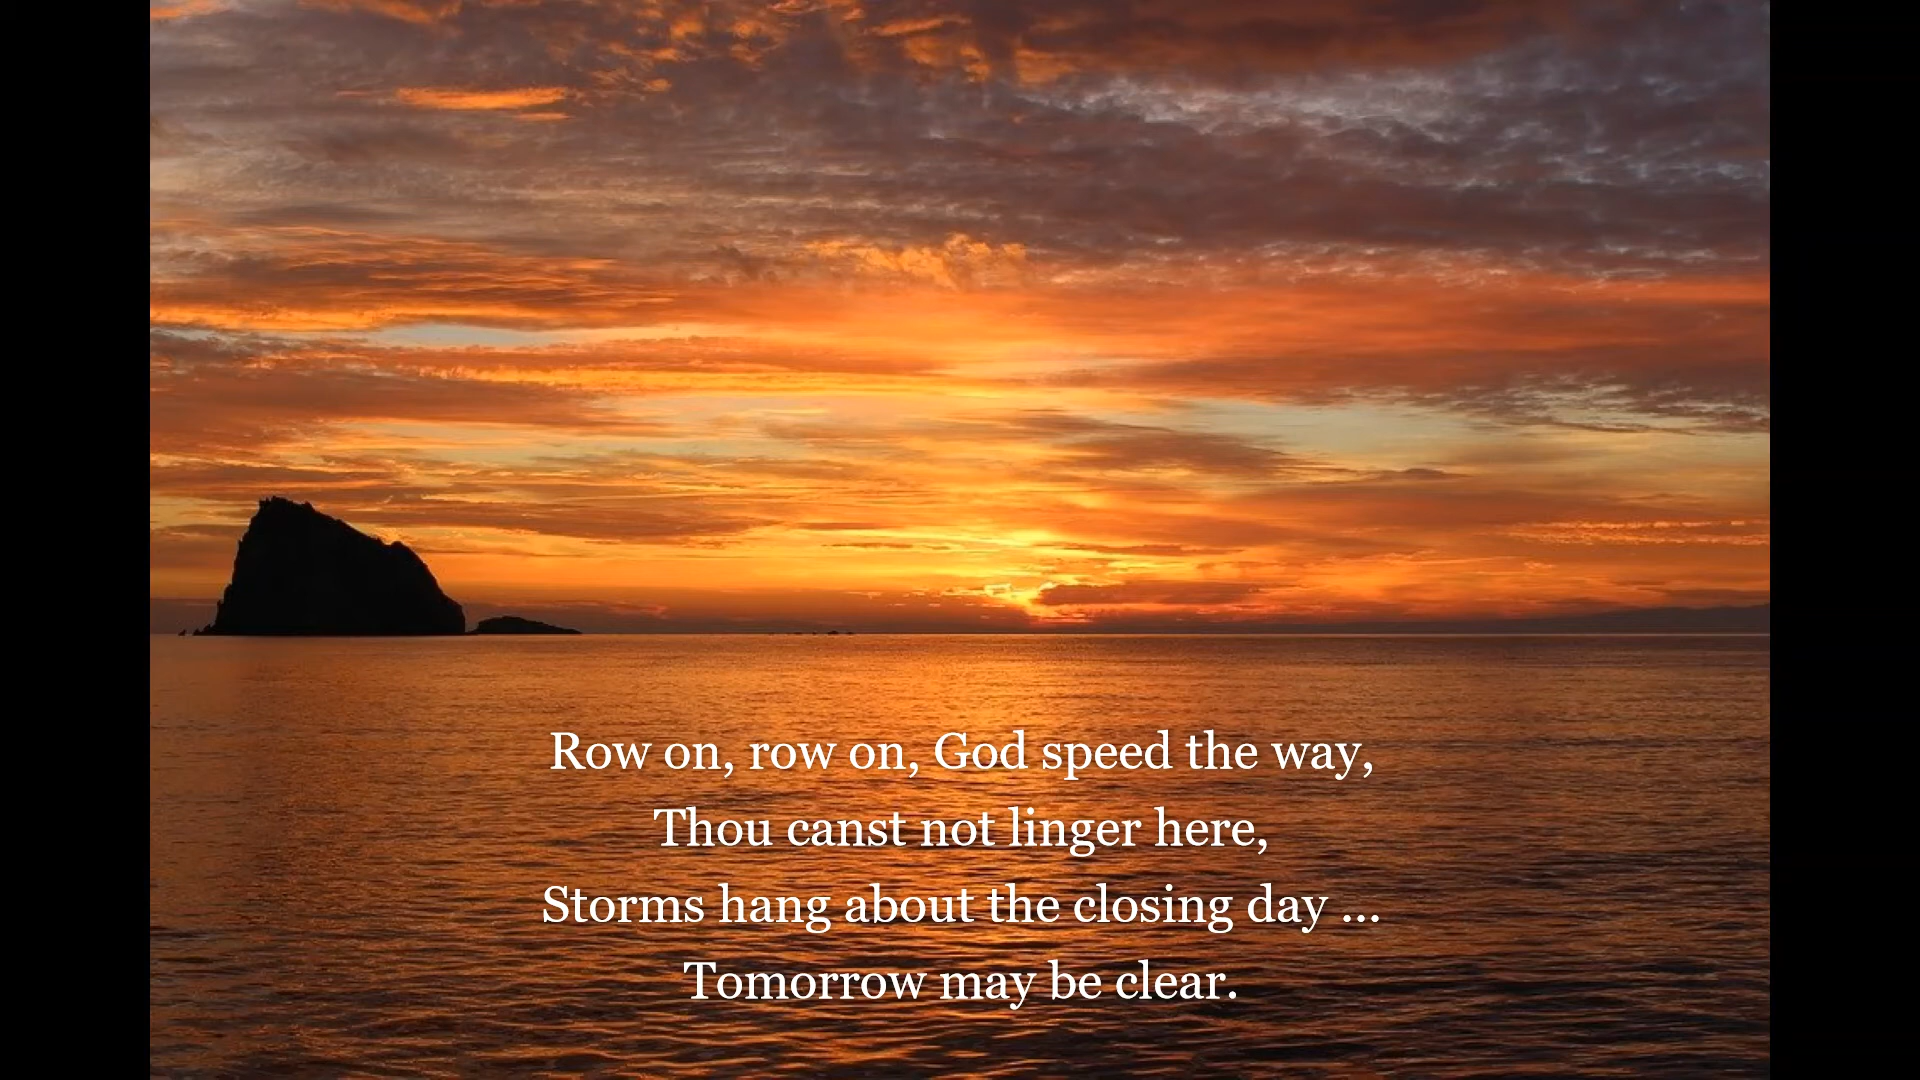 Row on, row on, God speed the way,
Thou canst not linger here,
Storms hang about the closing day ...
Tomorrow may be clear.